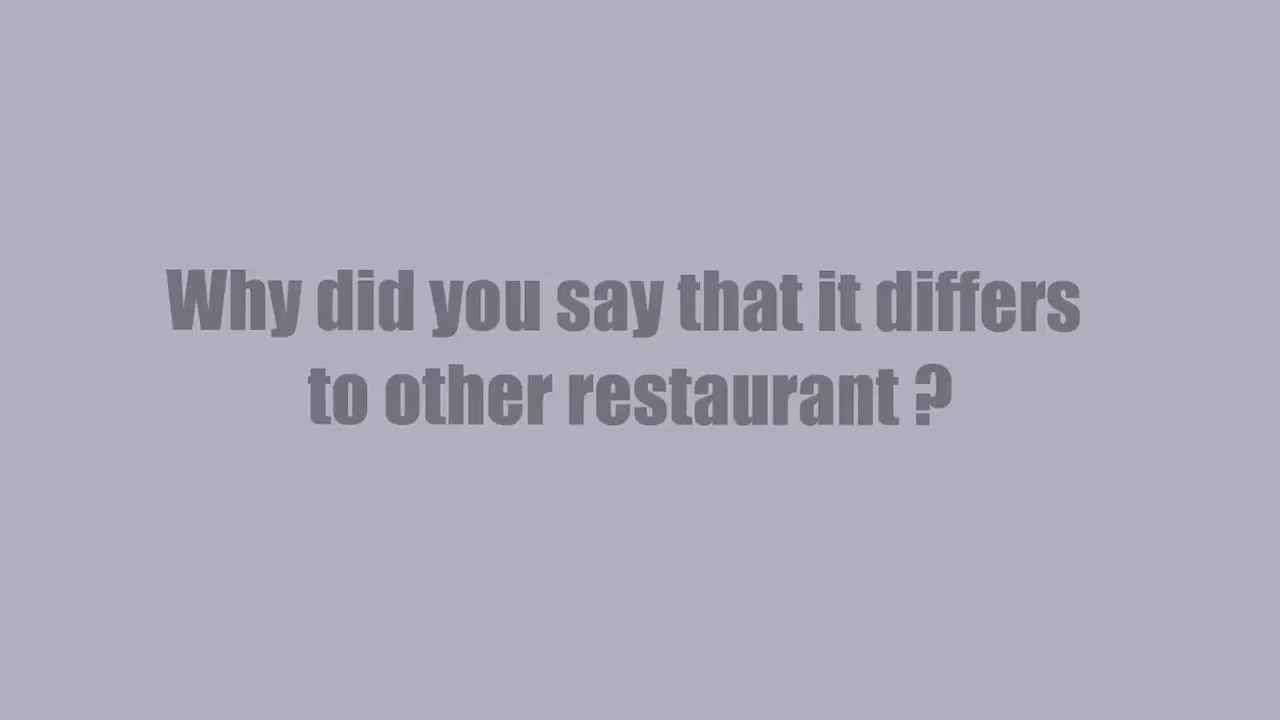 Why did you say that it differs
to other restaurant ?